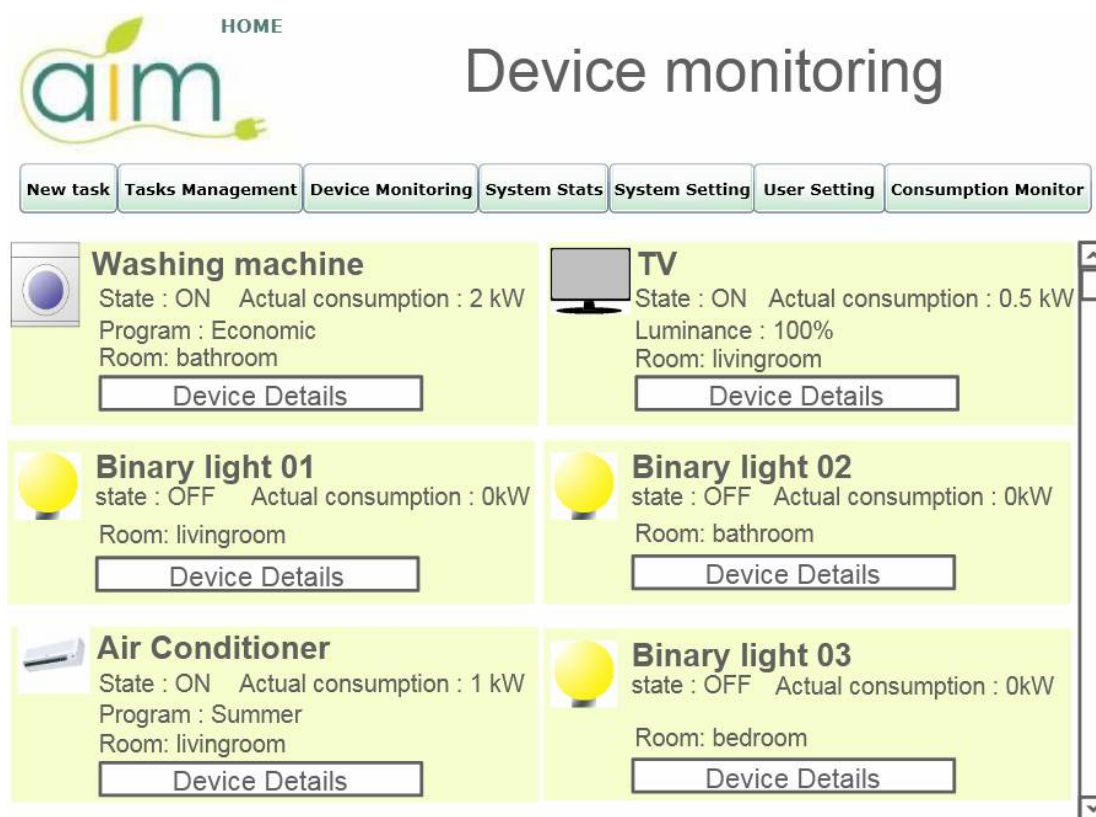 HOME
aim
Device monitoring
New task Tasks Management Device Monitoring System Stats System Setting User Setting Consumption Monitor
Washing machine
State : ON Actual consumption : 2 kW
Program : Economic
Room: bathroom
Device Details
TV
State : ON Actual consumption : 0.5 kW
Luminance : 100%
Room: livingroom
Device Details
Binary light 01
state : OFF Actual consumption : 0kW
Room: livingroom
Device Details
Binary light 02
state : OFF Actual consumption : 0kW
Room: bathroom
Device Details
Air Conditioner
State : ON Actual consumption : 1 kW
Program : Summer
Room: livingroom
Device Details
Binary light 03
state : OFF Actual consumption : 0kW
Room: bedroom
Device Details